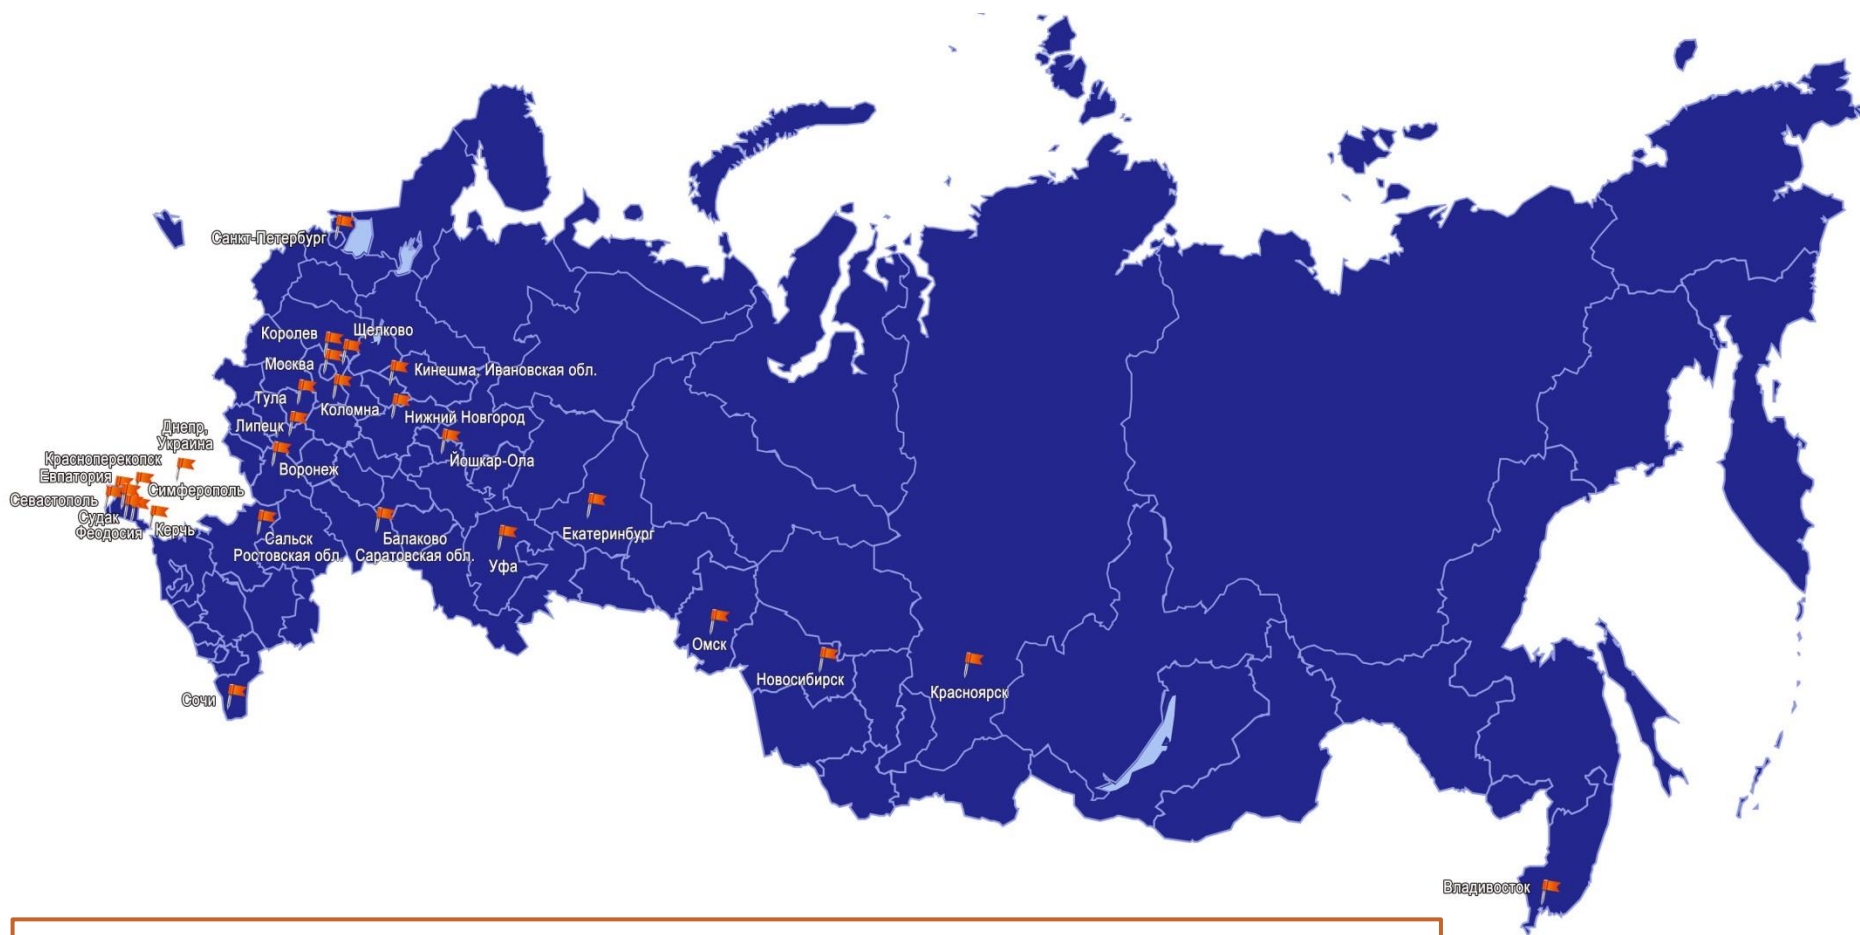 Санкт-Петербург
Королев
Щелково
Москва
Кинешма, Ивановская обл.
Тула
Коломна
Нижний Новгород
Липецк
Днепр,
Украина
Йошкар-Ола
Воронеж
Красноперекопск
Евпатория
Симферополь
Севастополь
Судак
Феодосия
Керчь
Сальск
Ростовская обл.
Балаково
Саратовская обл.
Екатеринбург
Уфа
Омск
Новосибирск
Красноярск
Сочи
Владивосток